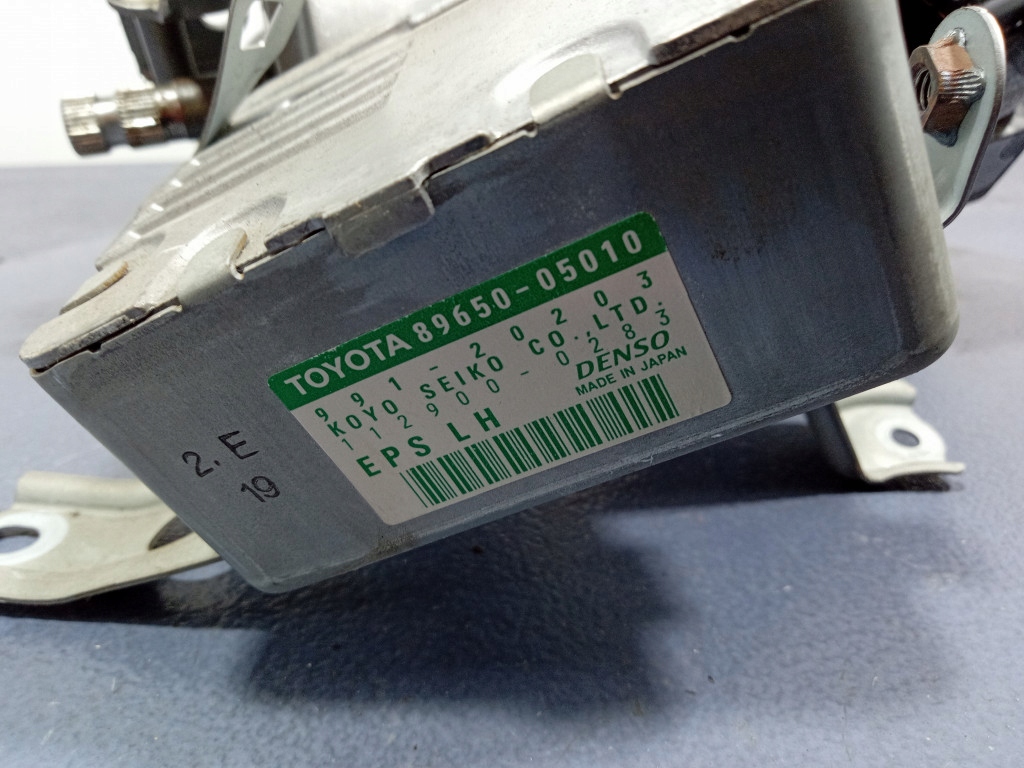 TOYOTA 89650-05010
991-20203
KOYO SEIKO CO.,LTD.
112900-0283
DENSO
MADE IN JAPAN
EPS LH
2. E
19